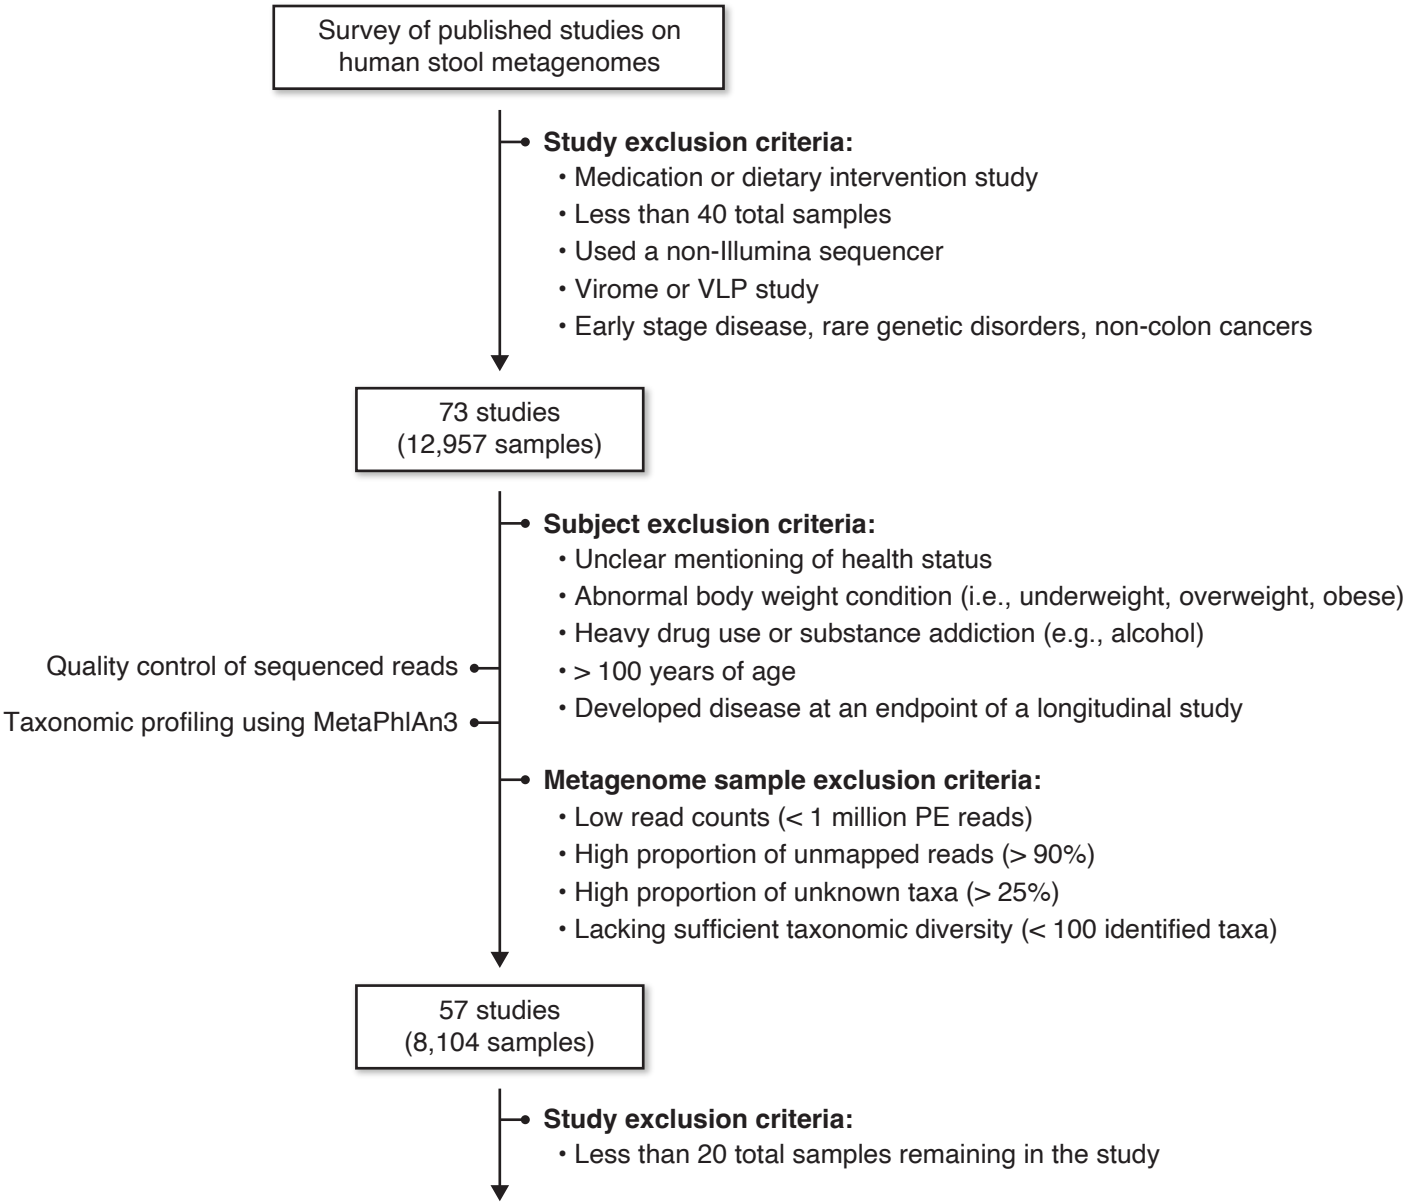 Survey of published studies on
human stool metagenomes
Study exclusion criteria:
• Medication or dietary intervention study
• Less than 40 total samples
• Used a non-Illumina sequencer
• Virome or VLP study
• Early stage disease, rare genetic disorders, non-colon cancers
73 studies
(12,957 samples)
Subject exclusion criteria:
• Unclear mentioning of health status
• Abnormal body weight condition (i.e., underweight, overweight, obese)
• Heavy drug use or substance addiction (e.g., alcohol)
• > 100 years of age
• Developed disease at an endpoint of a longitudinal study
Quality control of sequenced reads
Taxonomic profiling using MetaPhlAn3
Metagenome sample exclusion criteria:
• Low read counts (< 1 million PE reads)
• High proportion of unmapped reads (> 90%)
• High proportion of unknown taxa (> 25%)
• Lacking sufficient taxonomic diversity (< 100 identified taxa)
57 studies
(8,104 samples)
Study exclusion criteria:
• Less than 20 total samples remaining in the study